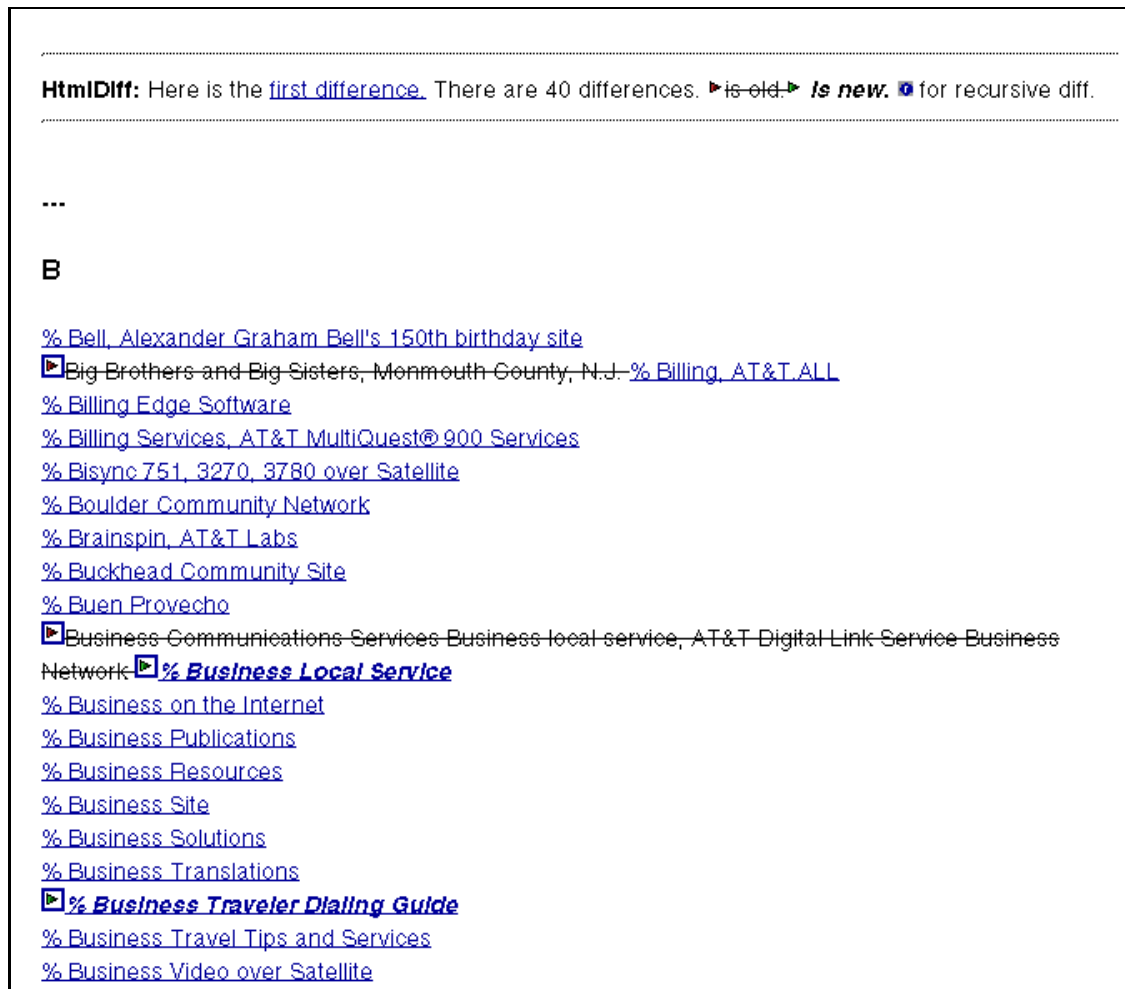 HtmlDiff: Here is the first difference. There are 40 differences. is old. Is new. for recursive diff.
...
B
% Bell, Alexander Graham Bell's 150th birthday site
Big Brothers and Big Sisters, Monmouth County, N.J. % Billing, AT&T.ALL
% Billing Edge Software
% Billing Services, AT&T MultiQuest® 900 Services
% Bisync 751, 3270, 3780 over Satellite
% Boulder Community Network
% Brainspin, AT&T Labs
% Buckhead Community Site
% Buen Provecho
Business Communications Services Business local service, AT&T Digital Link Service Business
Network % Business Local Service
% Business on the Internet
% Business Publications
% Business Resources
% Business Site
% Business Solutions
% Business Translations
% Business Traveler Dialing Guide
% Business Travel Tips and Services
% Business Video over Satellite